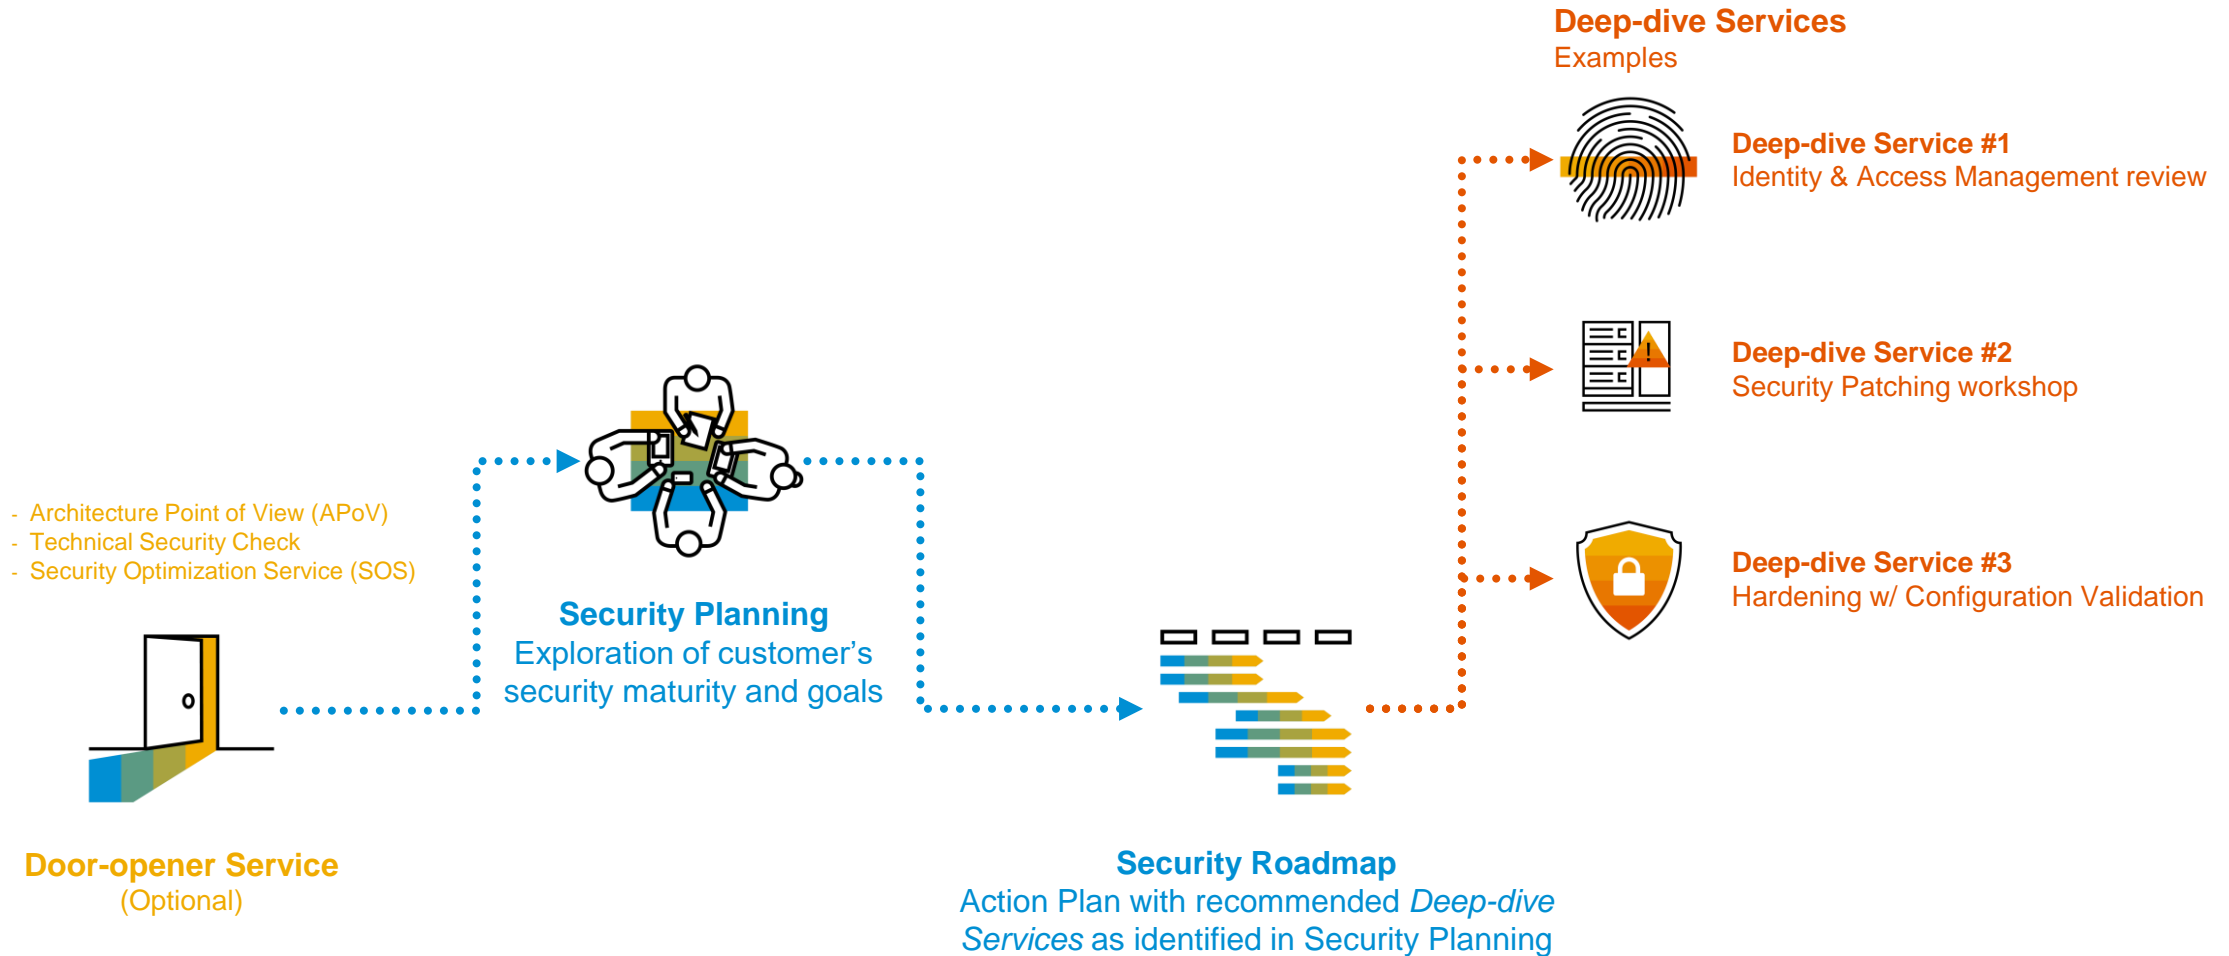 Deep-dive Services
Examples
Deep-dive Service #1
Identity & Access Management review
Deep-dive Service #2
Security Patching workshop
- Architecture Point of View (APoV)
- Technical Security Check
- Security Optimization Service (SOS)
Security Planning
Exploration of customer’s
security maturity and goals
Deep-dive Service #3
Hardening w/ Configuration Validation
Door-opener Service
(Optional)
Security Roadmap
Action Plan with recommended Deep-dive
Services as identified in Security Planning